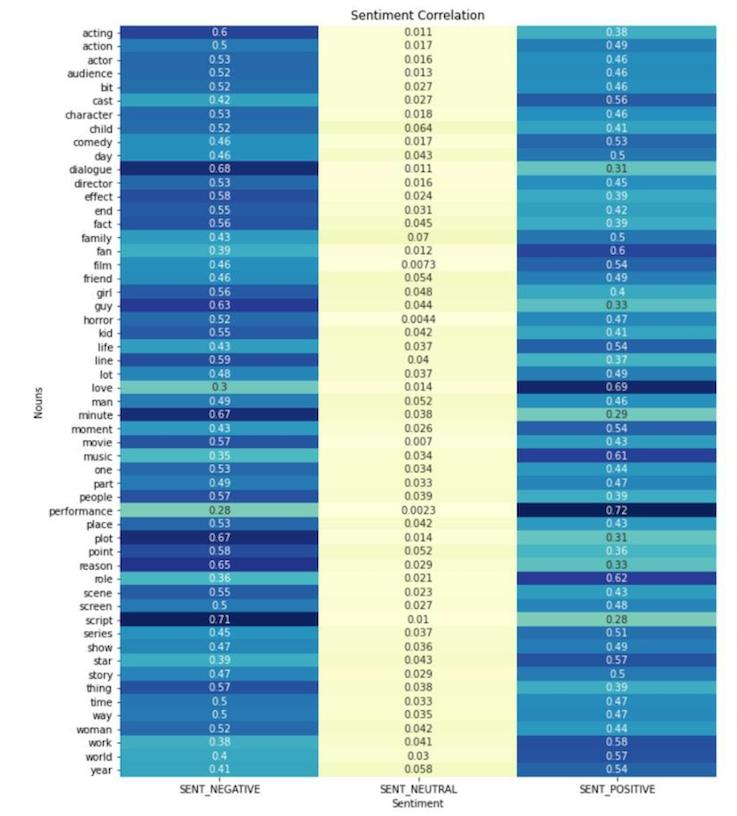 Sentiment Correlation
acting 0.6 0.011 0.38
action 0.5 0.017 0.49
actor 0.53 0.016 0.46
audience 0.52 0.013 0.46
bit 0.52 0.027 0.46
cast 0.42 0.027 0.56
character 0.53 0.018 0.46
child 0.52 0.064 0.41
comedy 0.46 0.017 0.53
day 0.46 0.043 0.5
dialogue 0.68 0.011 0.31
director 0.53 0.016 0.45
effect 0.58 0.024 0.39
end 0.55 0.031 0.42
fact 0.56 0.045 0.39
family 0.43 0.07 0.5
fan 0.39 0.012 0.6
film 0.46 0.0073 0.54
friend 0.46 0.054 0.49
girl 0.56 0.048 0.4
guy 0.63 0.044 0.33
horror 0.52 0.0044 0.47
kid 0.55 0.042 0.41
life 0.43 0.037 0.54
line 0.59 0.04 0.37
lot 0.48 0.037 0.49
love 0.3 0.014 0.69
man 0.49 0.052 0.46
minute 0.67 0.038 0.29
moment 0.43 0.026 0.54
movie 0.57 0.007 0.43
music 0.35 0.034 0.61
one 0.53 0.034 0.44
part 0.49 0.033 0.47
people 0.57 0.039 0.39
performance 0.28 0.0023 0.72
place 0.53 0.042 0.43
plot 0.67 0.014 0.31
point 0.58 0.052 0.36
reason 0.65 0.029 0.33
role 0.36 0.021 0.62
scene 0.55 0.023 0.43
screen 0.5 0.027 0.48
script 0.71 0.01 0.28
series 0.45 0.037 0.51
show 0.47 0.036 0.49
star 0.39 0.043 0.57
story 0.47 0.029 0.5
thing 0.57 0.038 0.39
time 0.5 0.033 0.47
way 0.5 0.035 0.47
woman 0.52 0.042 0.44
work 0.38 0.041 0.58
world 0.4 0.03 0.57
year 0.41 0.058 0.54
Nouns
SENT_NEGATIVE SENT_NEUTRAL SENT_POSITIVE
Sentiment